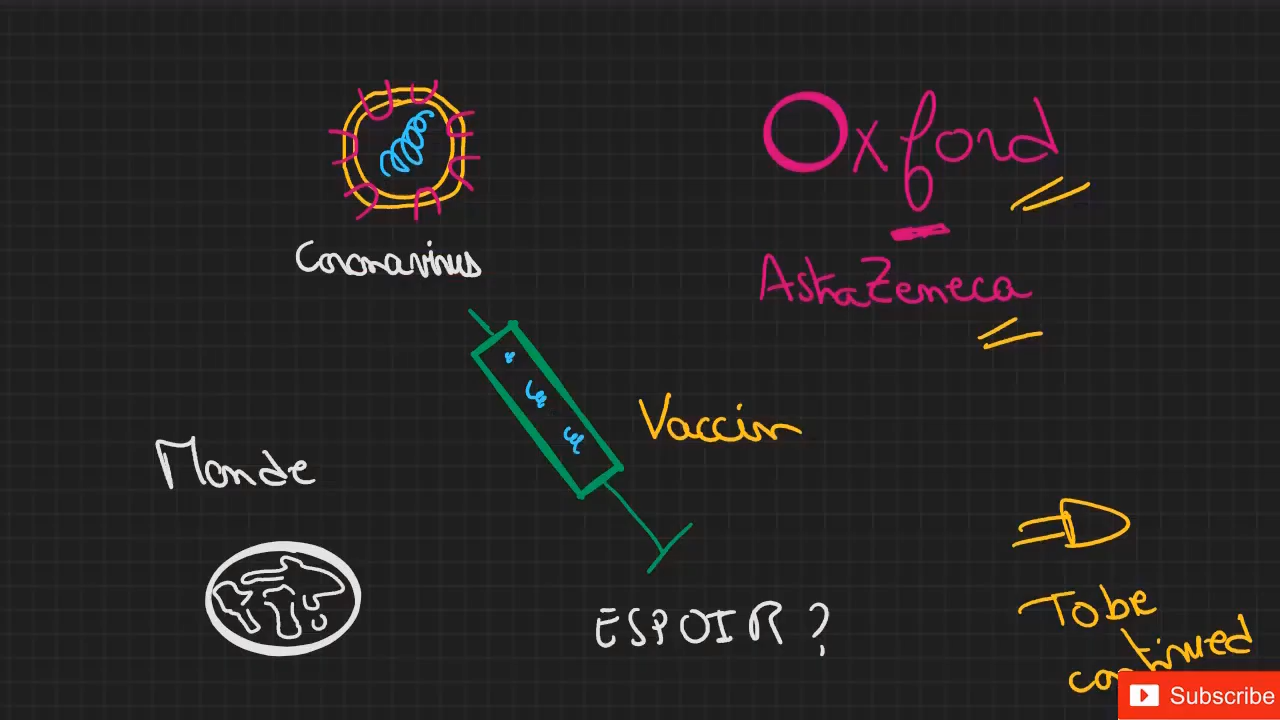 Oxford
Coronavirus
AstraZeneca
Vaccin
Monde
ESPOIR ?
To be
continued
Subscribe